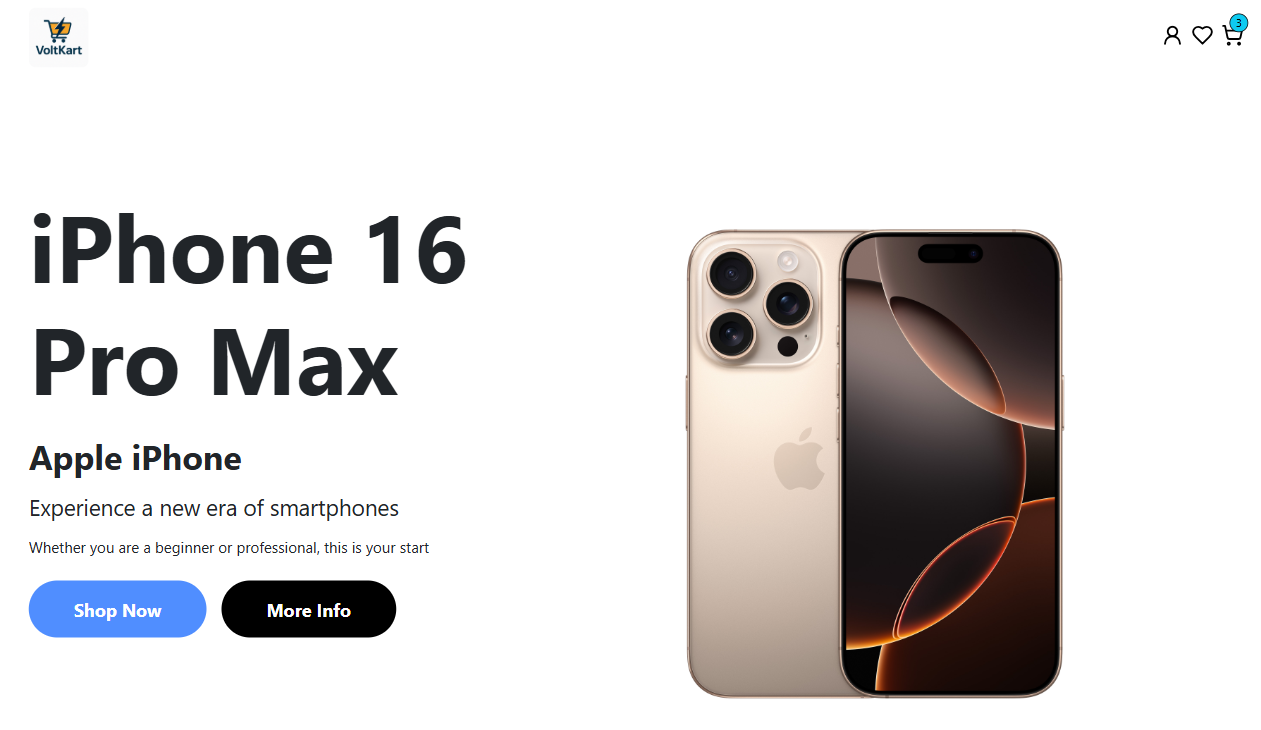 VoltKart
3
iPhone 16
Pro Max
Apple iPhone
Experience a new era of smartphones
Whether you are a beginner or professional, this is your start
Shop Now
More Info